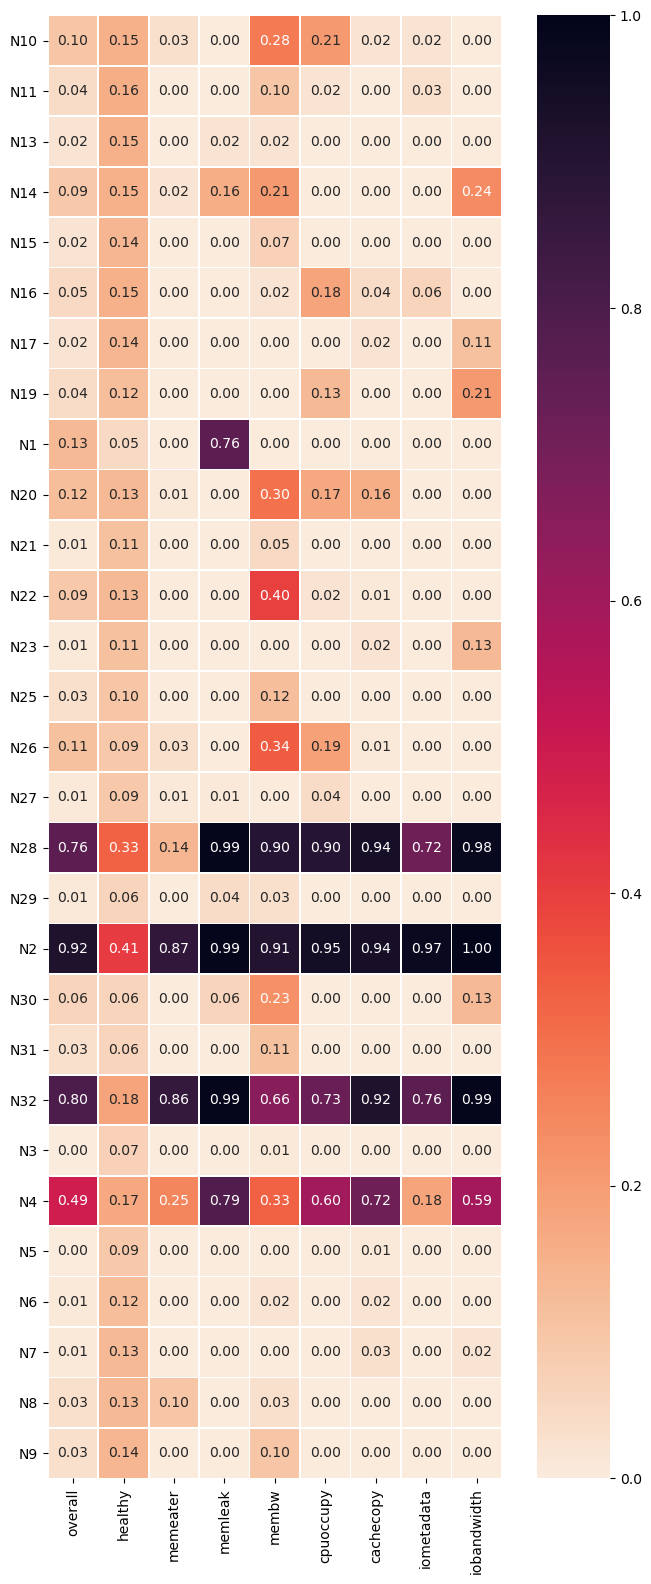 N10 0.10 0.15 0.03 0.00 0.28 0.21 0.02 0.02 0.00
N11 0.04 0.16 0.00 0.00 0.10 0.02 0.00 0.03 0.00
N13 0.02 0.15 0.00 0.02 0.02 0.00 0.00 0.00 0.00
N14 0.09 0.15 0.02 0.16 0.21 0.00 0.00 0.00 0.24
N15 0.02 0.14 0.00 0.00 0.07 0.00 0.00 0.00 0.00
N16 0.05 0.15 0.00 0.00 0.02 0.18 0.04 0.06 0.00
N17 0.02 0.14 0.00 0.00 0.00 0.00 0.02 0.00 0.11
N19 0.04 0.12 0.00 0.00 0.00 0.13 0.00 0.00 0.21
N1 0.13 0.05 0.00 0.76 0.00 0.00 0.00 0.00 0.00
N20 0.12 0.13 0.01 0.00 0.30 0.17 0.16 0.00 0.00
N21 0.01 0.11 0.00 0.00 0.05 0.00 0.00 0.00 0.00
N22 0.09 0.13 0.00 0.00 0.40 0.02 0.01 0.00 0.00
N23 0.01 0.11 0.00 0.00 0.00 0.00 0.02 0.00 0.13
N25 0.03 0.10 0.00 0.00 0.12 0.00 0.00 0.00 0.00
N26 0.11 0.09 0.03 0.00 0.34 0.19 0.01 0.00 0.00
N27 0.01 0.09 0.01 0.01 0.00 0.04 0.00 0.00 0.00
N28 0.76 0.33 0.14 0.99 0.90 0.90 0.94 0.72 0.98
N29 0.01 0.06 0.00 0.04 0.03 0.00 0.00 0.00 0.00
N2 0.92 0.41 0.87 0.99 0.91 0.95 0.94 0.97 1.00
N30 0.06 0.06 0.00 0.06 0.23 0.00 0.00 0.00 0.13
N31 0.03 0.06 0.00 0.00 0.11 0.00 0.00 0.00 0.00
N32 0.80 0.18 0.86 0.99 0.66 0.73 0.92 0.76 0.99
N3 0.00 0.07 0.00 0.00 0.01 0.00 0.00 0.00 0.00
N4 0.49 0.17 0.25 0.79 0.33 0.60 0.72 0.18 0.59
N5 0.00 0.09 0.00 0.00 0.00 0.00 0.01 0.00 0.00
N6 0.01 0.12 0.00 0.00 0.02 0.00 0.02 0.00 0.00
N7 0.01 0.13 0.00 0.00 0.00 0.00 0.03 0.00 0.02
N8 0.03 0.13 0.10 0.00 0.03 0.00 0.00 0.00 0.00
N9 0.03 0.14 0.00 0.00 0.10 0.00 0.00 0.00 0.00
overall
healthy
memeater
memleak
membw
cpuoccupy
cachecopy
iometadata
iobandwidth
1.0
0.8
0.6
0.4
0.2
0.0